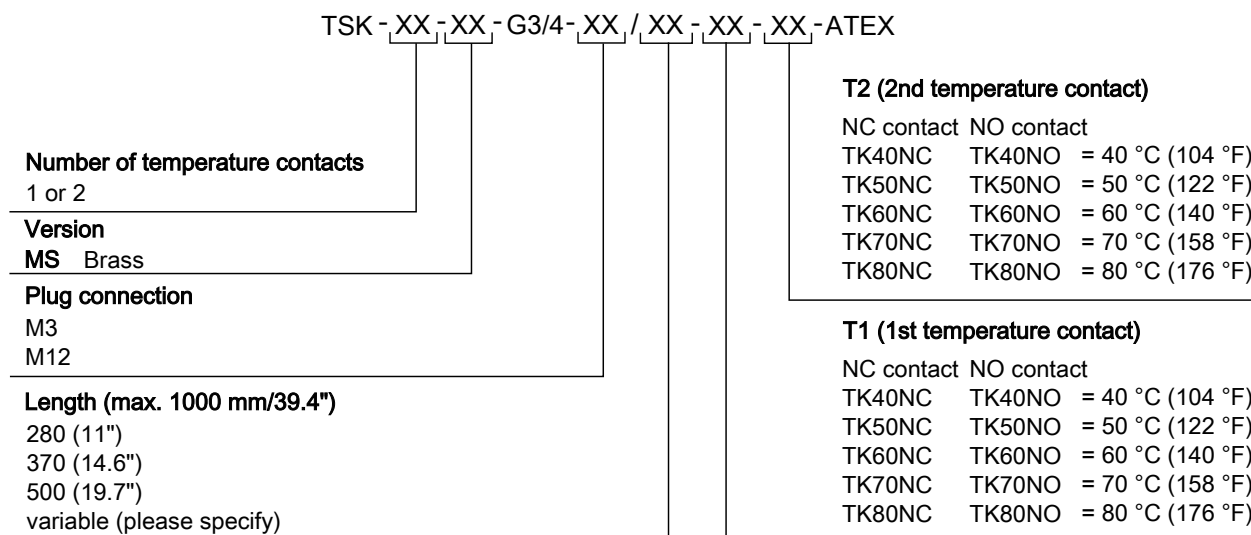 TSK - XX - XX - G3/4 - XX / XX - XX - XX - ATEX
Number of temperature contacts
1 or 2
Version
MS Brass
Plug connection
M3
M12
Length (max. 1000 mm/39.4")
280 (11")
370 (14.6")
500 (19.7")
variable (please specify)
T2 (2nd temperature contact)
NC contact NO contact
TK40NC TK40NO = 40 °C (104 °F)
TK50NC TK50NO = 50 °C (122 °F)
TK60NC TK60NO = 60 °C (140 °F)
TK70NC TK70NO = 70 °C (158 °F)
TK80NC TK80NO = 80 °C (176 °F)
T1 (1st temperature contact)
NC contact NO contact
TK40NC TK40NO = 40 °C (104 °F)
TK50NC TK50NO = 50 °C (122 °F)
TK60NC TK60NO = 60 °C (140 °F)
TK70NC TK70NO = 70 °C (158 °F)
TK80NC TK80NO = 80 °C (176 °F)